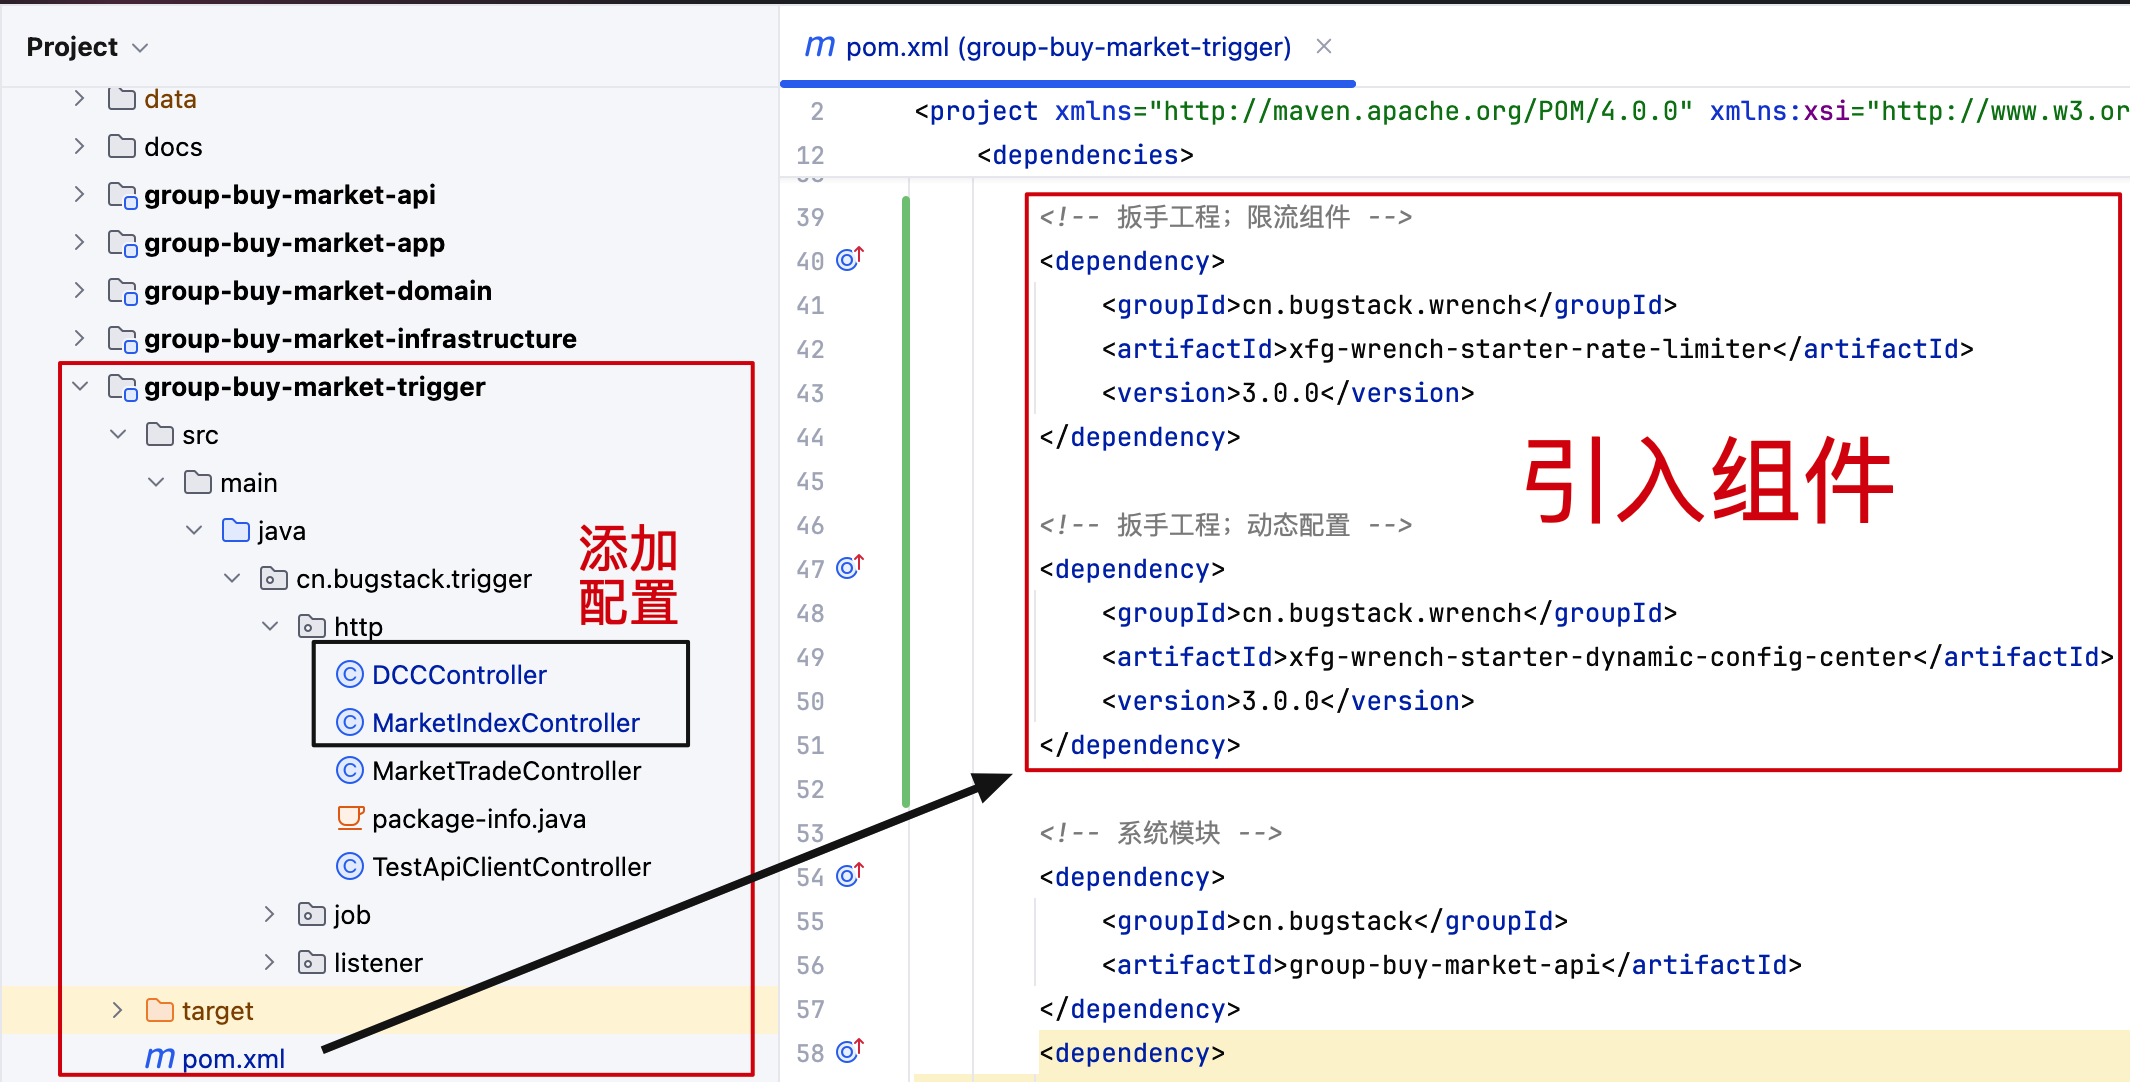 Project
data
docs
group-buy-market-api
group-buy-market-app
group-buy-market-domain
group-buy-market-infrastructure
group-buy-market-trigger
src
main
java
cn.bugstack.trigger
http
DCCController
MarketIndexController
MarketTradeController
package-info.java
TestApiClientController
job
listener
target
m pom.xml
添加
配置
m pom.xml (group-buy-market-trigger)
2 <project xmlns="http://maven.apache.org/POM/4.0.0" xmlns:xsi="http://www.w3.or
12 <dependencies>
39 <!-- 扳手工程；限流组件 -->
40 <dependency>
41 <groupId>cn.bugstack.wrench</groupId>
42 <artifactId>xfg-wrench-starter-rate-limiter</artifactId>
43 <version>3.0.0</version>
44 </dependency>
45
46 <!-- 扳手工程；动态配置 -->
47 <dependency>
48 <groupId>cn.bugstack.wrench</groupId>
49 <artifactId>xfg-wrench-starter-dynamic-config-center</artifactId>
50 <version>3.0.0</version>
51 </dependency>
52
53 <!-- 系统模块 -->
54 <dependency>
55 <groupId>cn.bugstack</groupId>
56 <artifactId>group-buy-market-api</artifactId>
57 </dependency>
58 <dependency>
引入组件